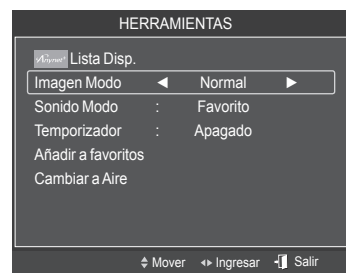 HERRAMIENTAS
Anynet+ Lista Disp.
Imagen Modo ◄ Normal ►
Sonido Modo : Favorito
Temporizador : Apagado
Añadir a favoritos
Cambiar a Aire
Mover Ingresar Salir